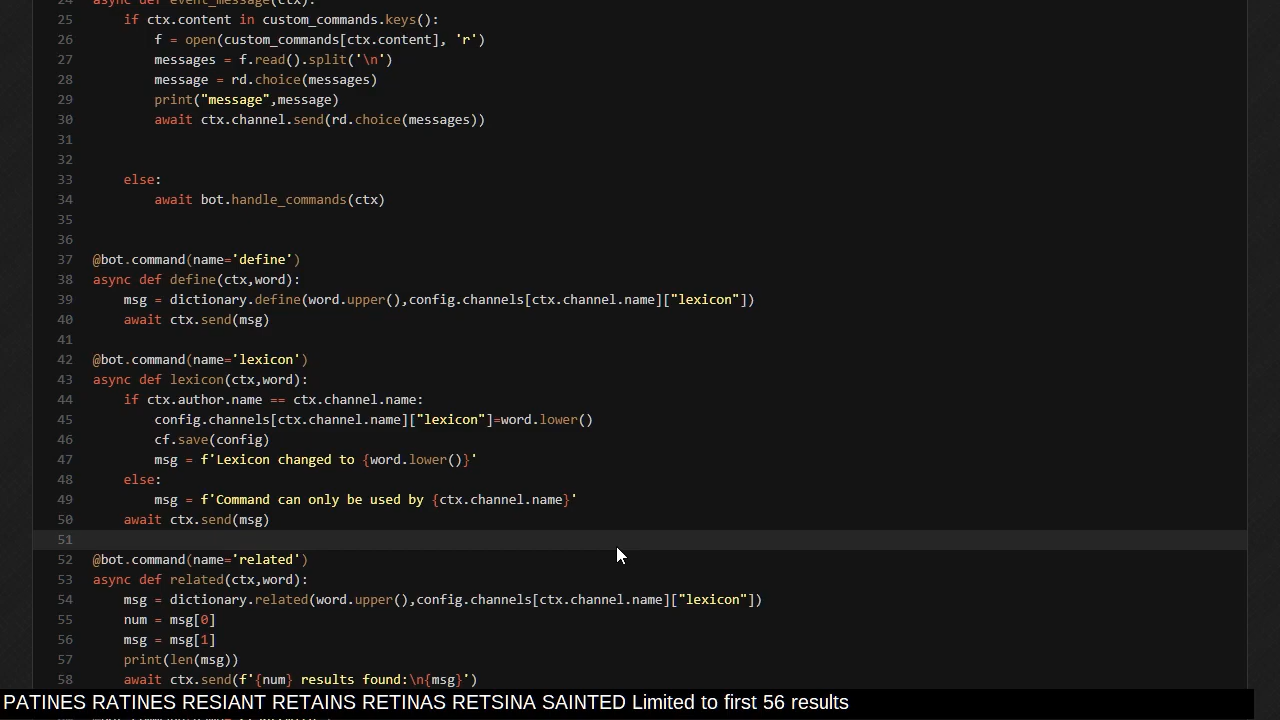 24 async def event_message(ctx):
25     if ctx.content in custom_commands.keys():
26         f = open(custom_commands[ctx.content], 'r')
27         messages = f.read().split('\n')
28         message = rd.choice(messages)
29         print("message",message)
30         await ctx.channel.send(rd.choice(messages))
31
32
33     else:
34         await bot.handle_commands(ctx)
35
36
37 @bot.command(name='define')
38 async def define(ctx,word):
39     msg = dictionary.define(word.upper(),config.channels[ctx.channel.name]["lexicon"])
40     await ctx.send(msg)
41
42 @bot.command(name='lexicon')
43 async def lexicon(ctx,word):
44     if ctx.author.name == ctx.channel.name:
45         config.channels[ctx.channel.name]["lexicon"]=word.lower()
46         cf.save(config)
47         msg = f'Lexicon changed to {word.lower()}'
48     else:
49         msg = f'Command can only be used by {ctx.channel.name}'
50     await ctx.send(msg)
51
52 @bot.command(name='related')
53 async def related(ctx,word):
54     msg = dictionary.related(word.upper(),config.channels[ctx.channel.name]["lexicon"])
55     num = msg[0]
56     msg = msg[1]
57     print(len(msg))
58     await ctx.send(f'{num} results found:\n{msg}')
PATINES RATINES RESIANT RETAINS RETINAS RETSINA SAINTED Limited to first 56 results